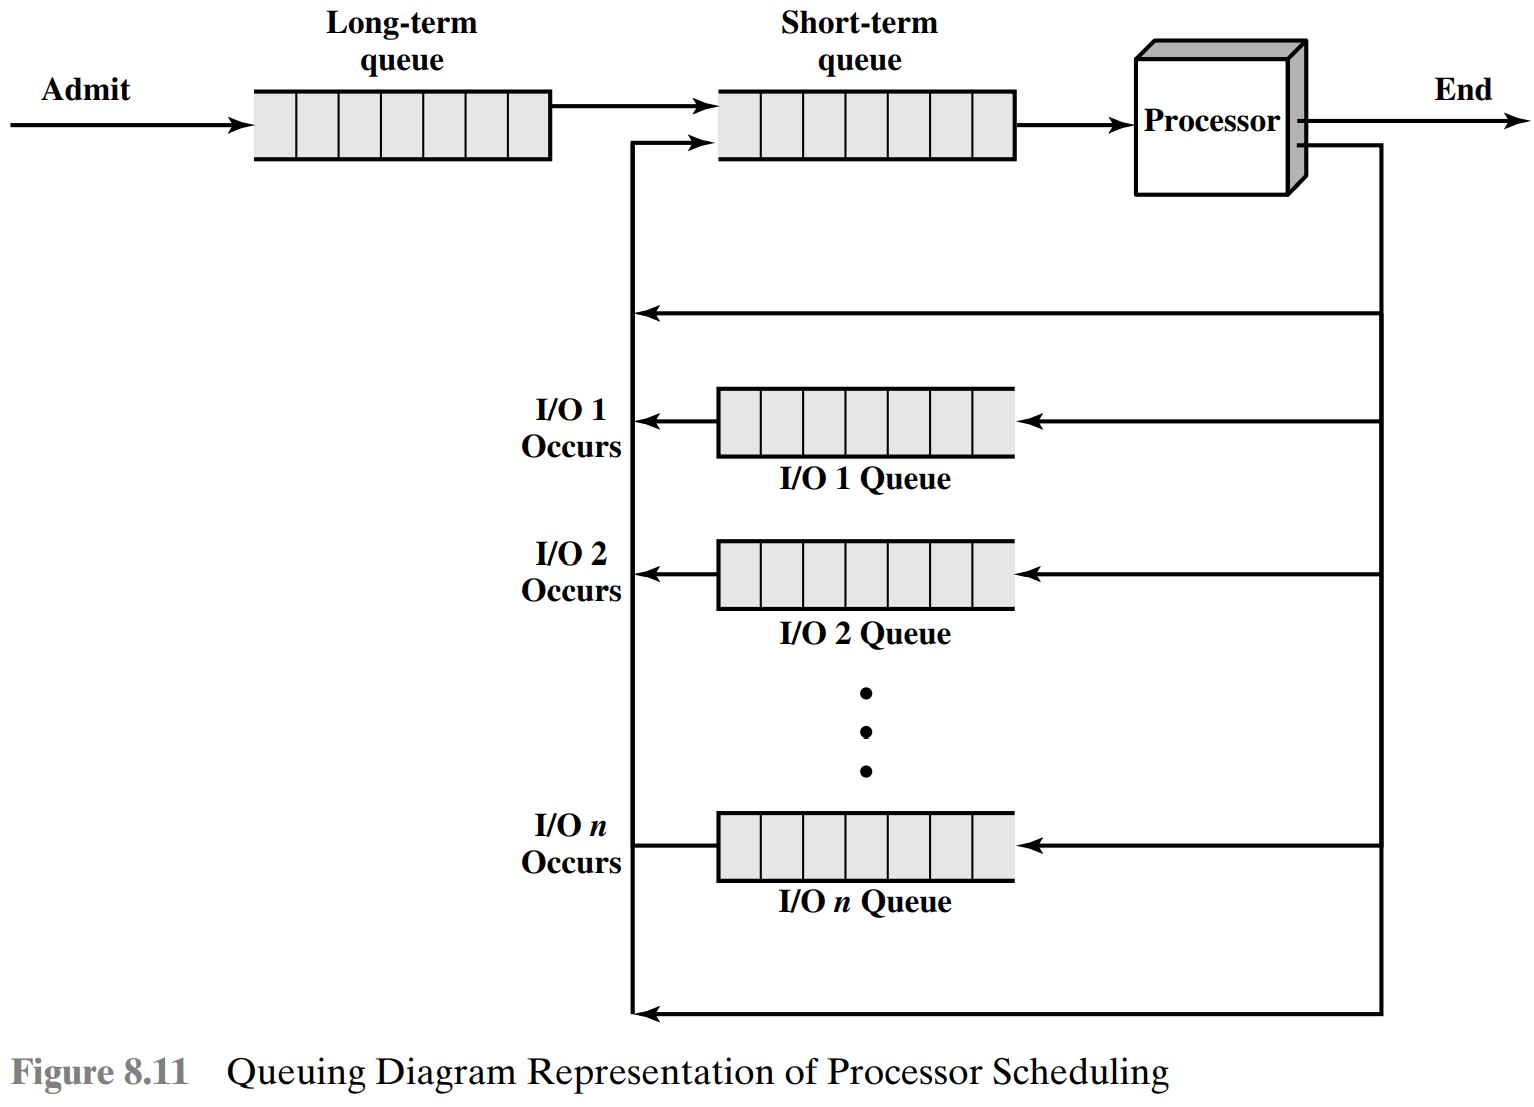 Long-term
queue
Short-term
queue
Admit
Processor
End
I/O 1
Occurs
I/O 1 Queue
I/O 2
Occurs
I/O 2 Queue
I/O n
Occurs
I/O n Queue
Figure 8.11 Queuing Diagram Representation of Processor Scheduling